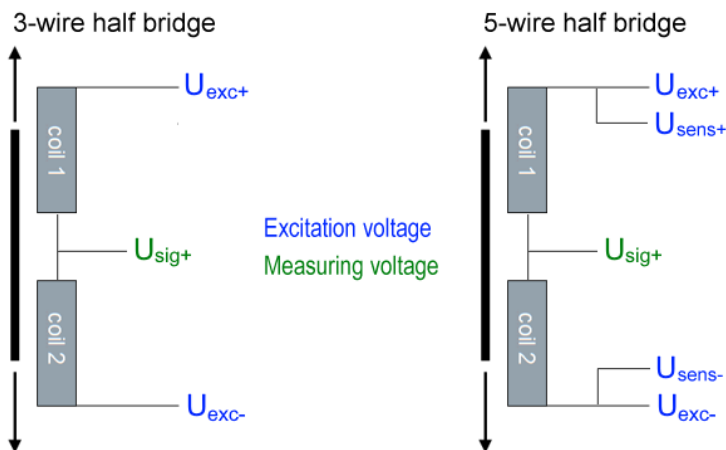 3-wire half bridge
5-wire half bridge
Uexc+
Uexc+
Usens+
coil 1
coil 1
Excitation voltage
Usig+
Usig+
Measuring voltage
coil 2
coil 2
Usens-
Uexc-
Uexc-